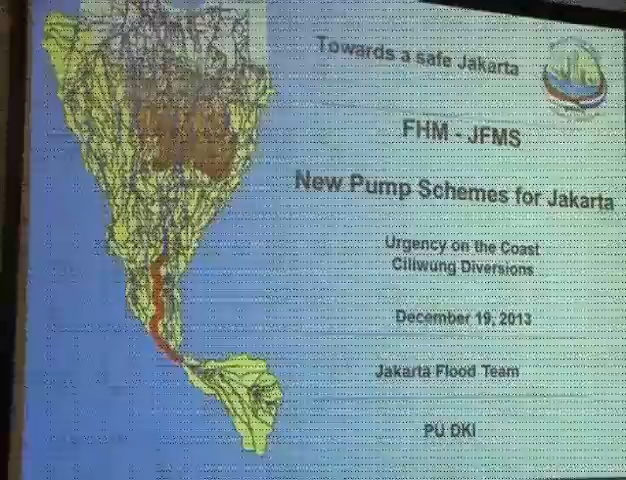 Towards a safe Jakarta
FHM - JFMS
New Pump Schemes for Jakarta
Urgency on the Coast
Ciliwung Diversions
December 19, 2013
Jakarta Flood Team
PU DKI